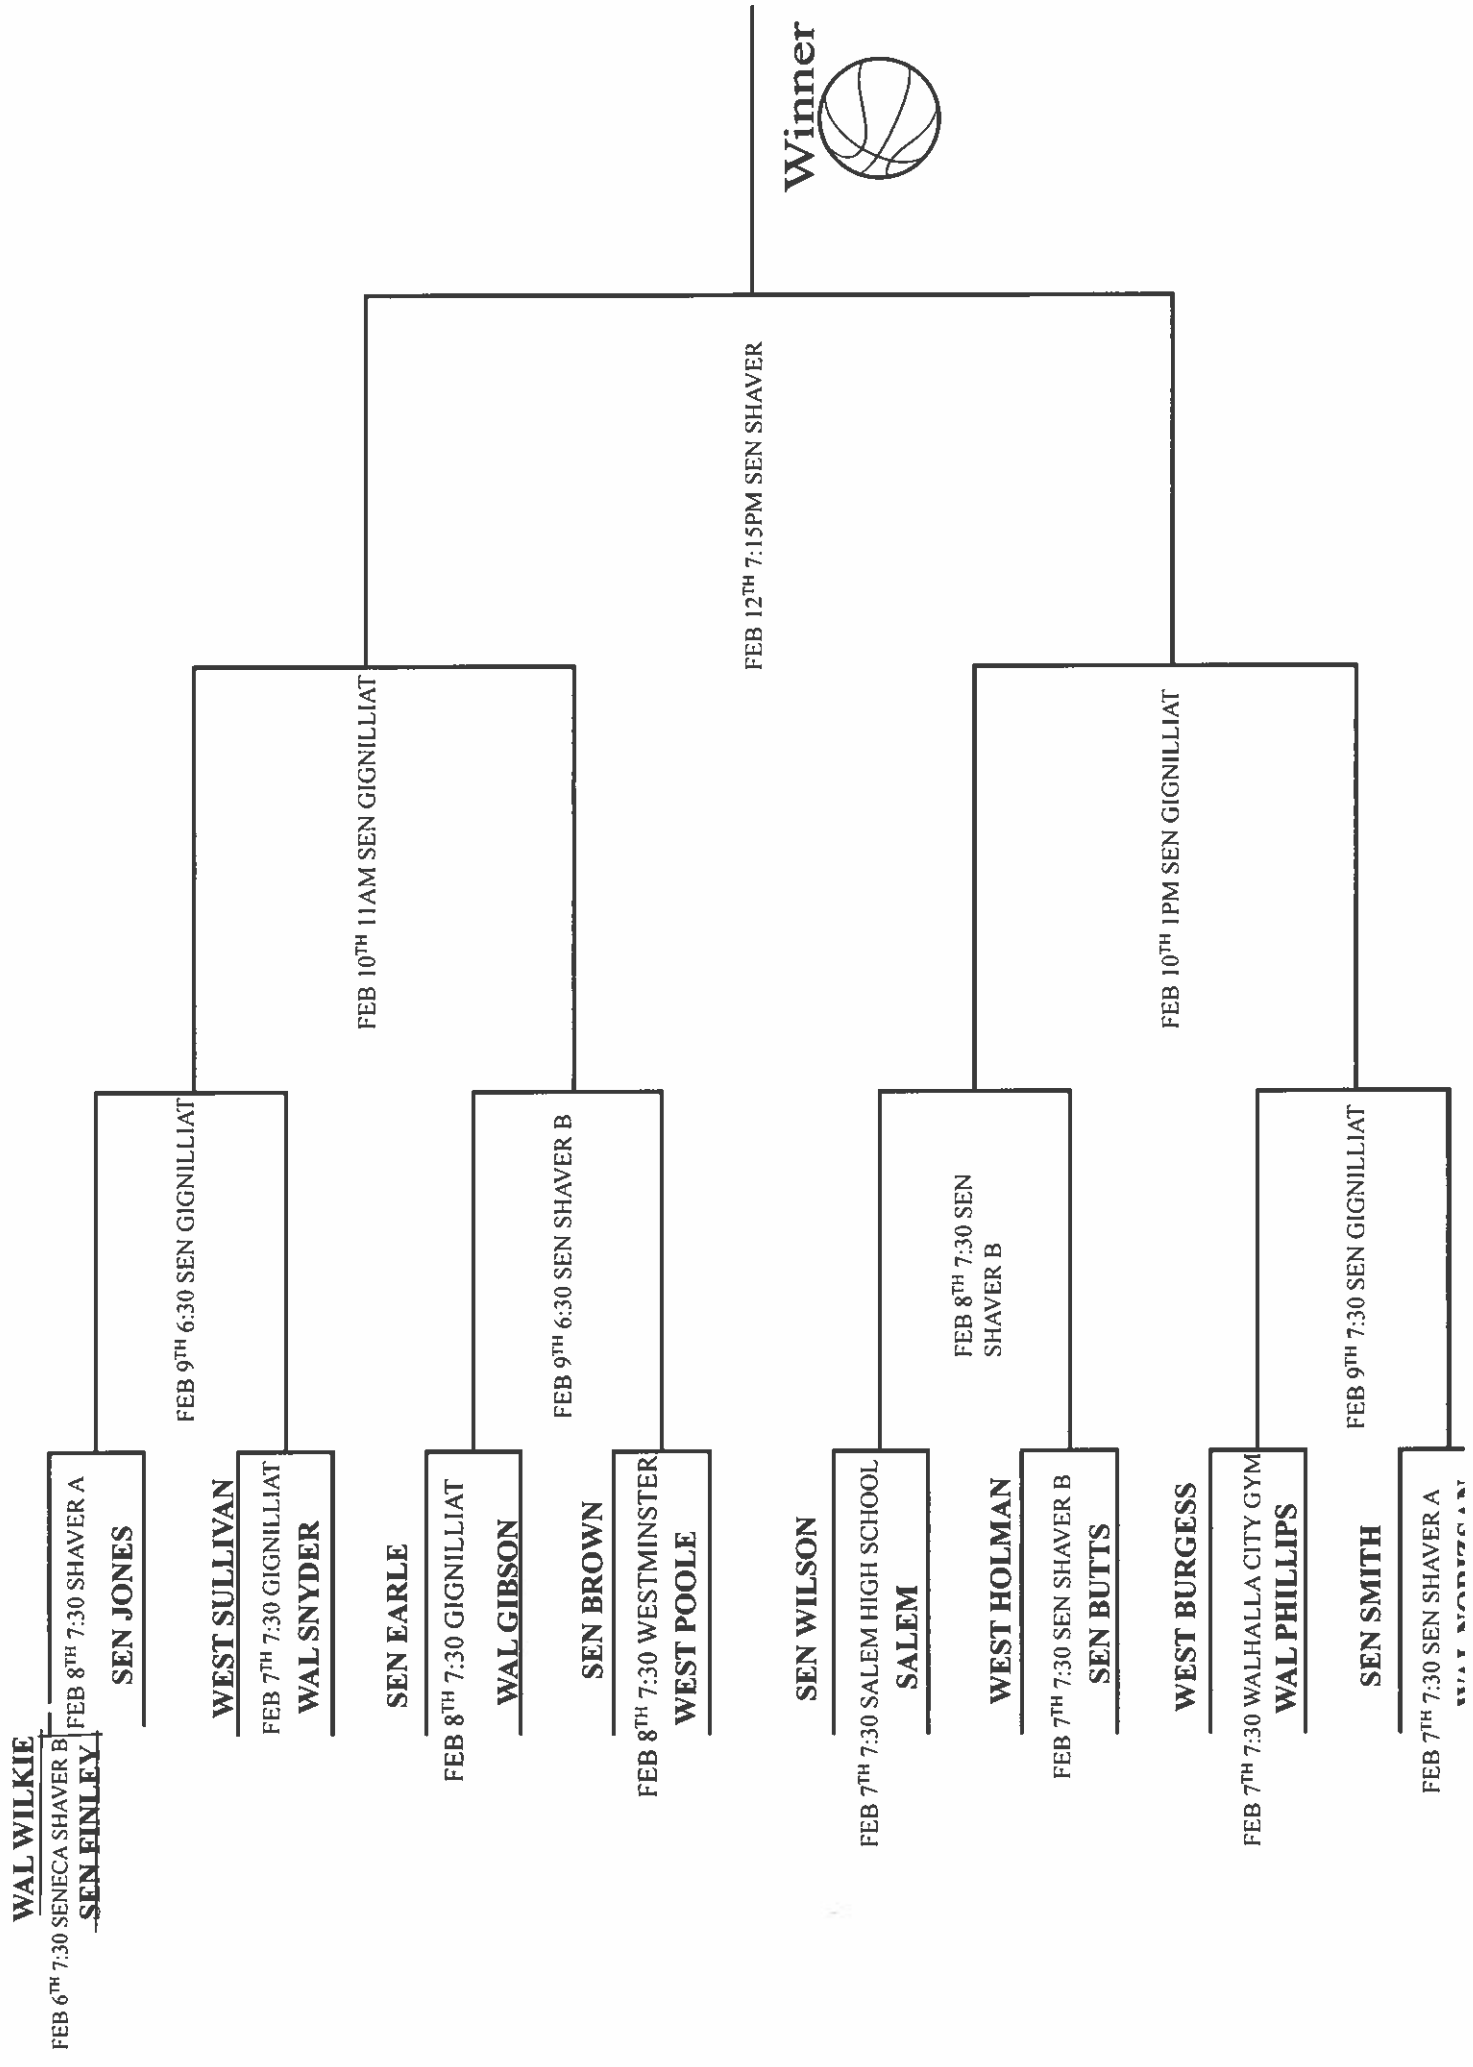 WAL WILKIE
FEB 6TH 7:30 SENECA SHAVER B
SEN FINLEY
FEB 8TH 7:30 SHAVER A
SEN JONES
WEST SULLIVAN
FEB 7TH 7:30 GIGNILLIAT
WAL SNYDER
SEN EARLE
FEB 8TH 7:30 GIGNILLIAT
WAL GIBSON
SEN BROWN
FEB 8TH 7:30 WESTMINSTER
WEST POOLE
SEN WILSON
FEB 7TH 7:30 SALEM HIGH SCHOOL
SALEM
WEST HOLMAN
FEB 7TH 7:30 SEN SHAVER B
SEN BUTTS
WEST BURGESS
FEB 7TH 7:30 WALHALLA CITY GYM
WAL PHILLIPS
SEN SMITH
FEB 7TH 7:30 SEN SHAVER A
WAL
FEB 9TH 6:30 SEN GIGNILLIAT
FEB 9TH 6:30 SEN SHAVER B
FEB 8TH 7:30 SEN
SHAVER B
FEB 9TH 7:30 SEN GIGNILLIAT
FEB 10TH 11AM SEN GIGNILLIAT
FEB 10TH 1PM SEN GIGNILLIAT
FEB 12TH 7:15PM SEN SHAVER
Winner